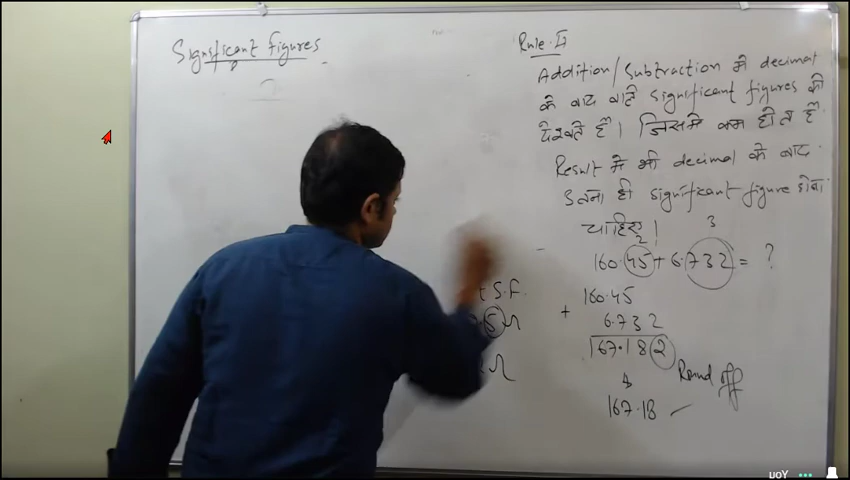 Significant figures
Rule-II
Addition/Subtraction मे decimal
के बाद वाले significant figures को
देखते हैं। जिसमे कम होता है
Result मे भी decimal के बाद
उतना ही significant figure होना
चाहिए।
2 3
160.45 + 6.732 = ?
t S.F.
160.45
+ 6.732
167.182
Round off
167.18